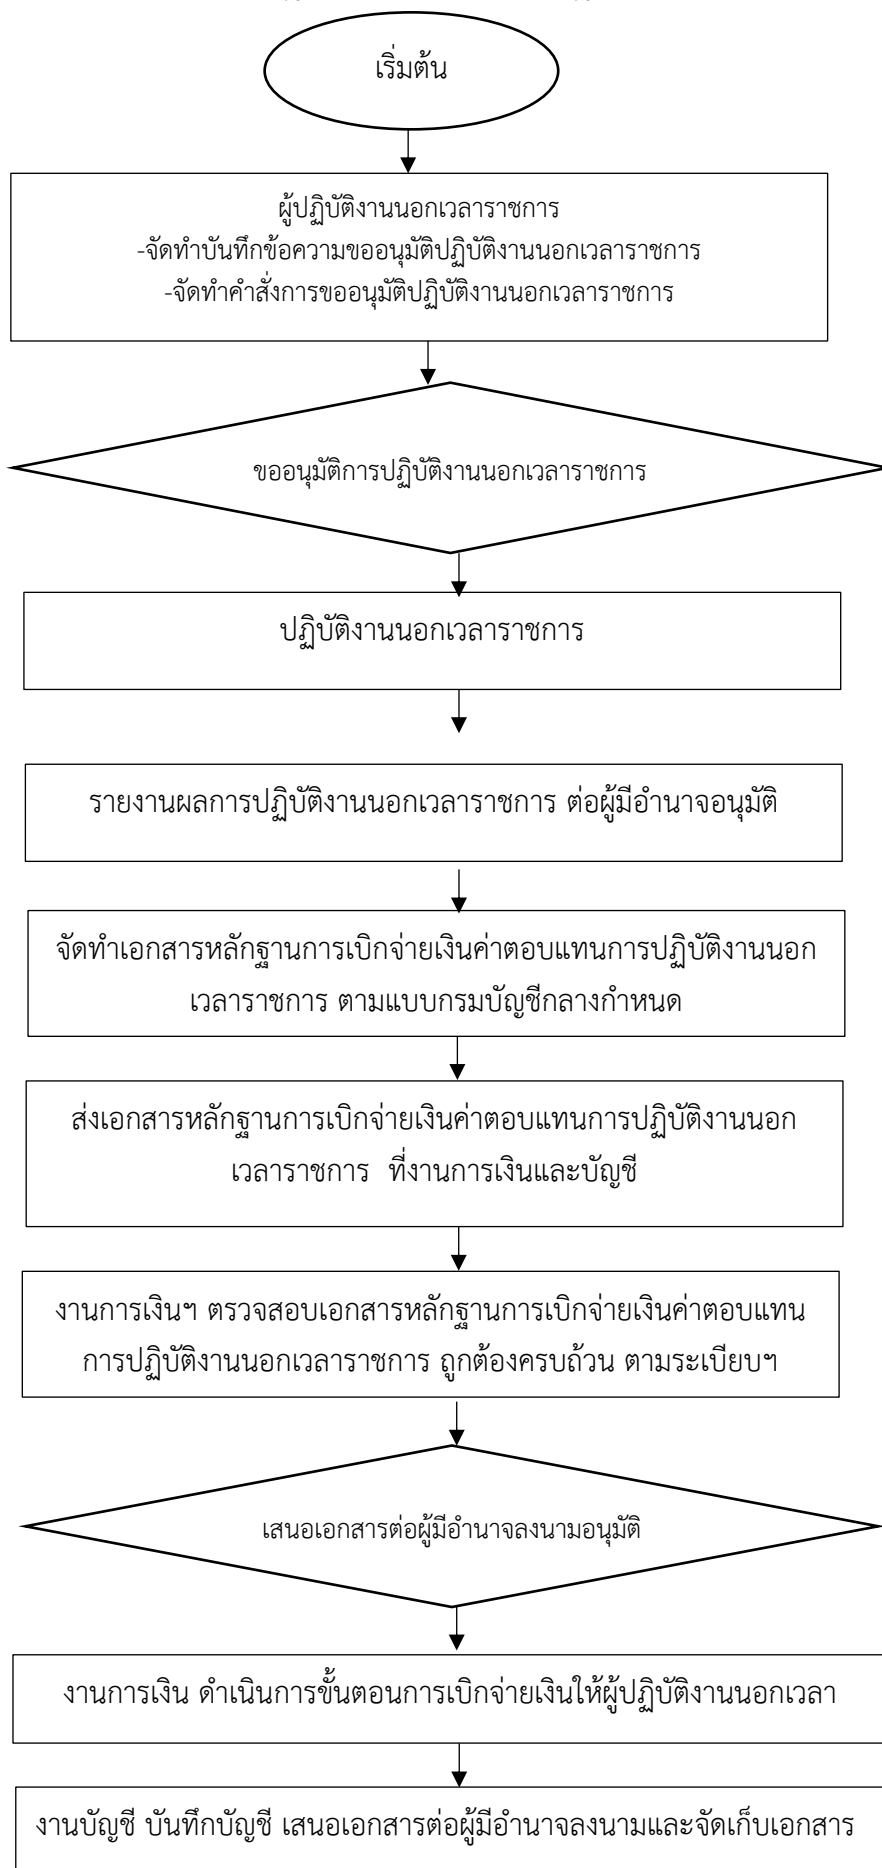 เริ่มต้น
ผู้ปฏิบัติงานนอกเวลาราชการ
-จัดทำบันทึกข้อความขออนุมัติปฏิบัติงานนอกเวลาราชการ
-จัดทำคำสั่งการขออนุมัติปฏิบัติงานนอกเวลาราชการ
ขออนุมัติการปฏิบัติงานนอกเวลาราชการ
ปฏิบัติงานนอกเวลาราชการ
รายงานผลการปฏิบัติงานนอกเวลาราชการ ต่อผู้มีอำนาจอนุมัติ
จัดทำเอกสารหลักฐานการเบิกจ่ายเงินค่าตอบแทนการปฏิบัติงานนอก
เวลาราชการ ตามแบบกรมบัญชีกลางกำหนด
ส่งเอกสารหลักฐานการเบิกจ่ายเงินค่าตอบแทนการปฏิบัติงานนอก
เวลาราชการ ที่งานการเงินและบัญชี
งานการเงินฯ ตรวจสอบเอกสารหลักฐานการเบิกจ่ายเงินค่าตอบแทน
การปฏิบัติงานนอกเวลาราชการ ถูกต้องครบถ้วน ตามระเบียบฯ
เสนอเอกสารต่อผู้มีอำนาจลงนามอนุมัติ
งานการเงิน ดำเนินการขั้นตอนการเบิกจ่ายเงินให้ผู้ปฏิบัติงานนอกเวลา
งานบัญชี บันทึกบัญชี เสนอเอกสารต่อผู้มีอำนาจลงนามและจัดเก็บเอกสาร